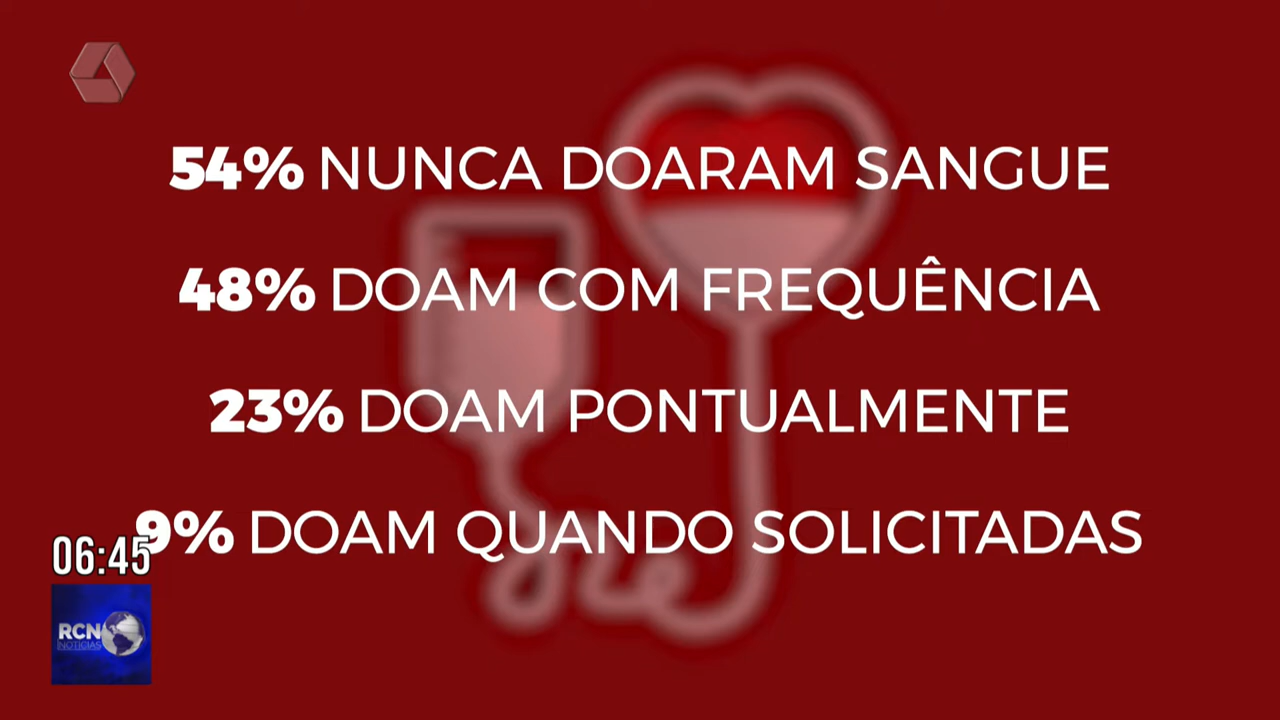 54% NUNCA DOARAM SANGUE
48% DOAM COM FREQUÊNCIA
23% DOAM PONTUALMENTE
9% DOAM QUANDO SOLICITADAS
06:45
RCN
NOTÍCIAS